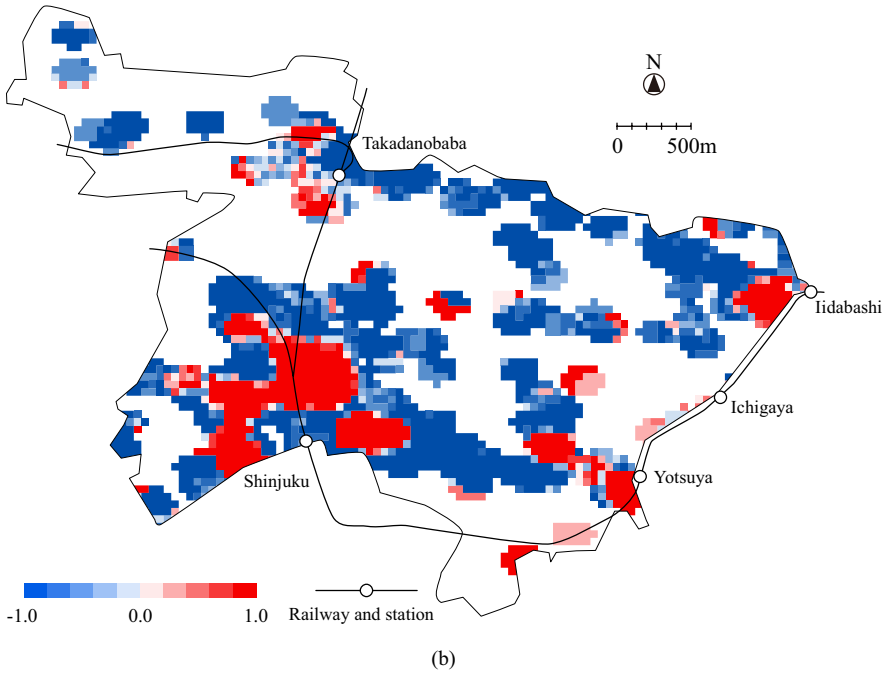 N
0 500m
Takadanobaba
Iidabashi
Ichigaya
Yotsuya
Shinjuku
-1.0 0.0 1.0
Railway and station
(b)